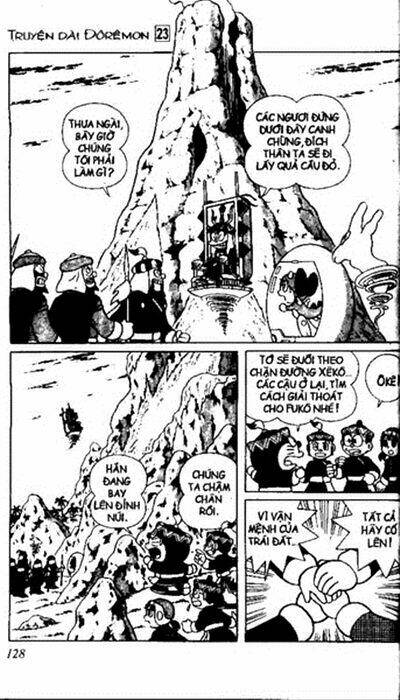 TRUYỆN DÀI ĐÔRÊMON 23
THƯA NGÀI,
BÂY GIỜ
CHÚNG
TÔI PHẢI
LÀM GÌ?
CÁC NGƯƠI ĐỨNG
DƯỚI ĐÂY CANH
CHỪNG, ĐÍCH
THÂN TA SẼ ĐI
LẤY QUẢ CẦU ĐỎ.
HẮN
ĐANG
BAY
LÊN ĐỈNH
NÚI.
CHÚNG
TA CHẬM
CHÂN
RỒI.
TỚ SẼ ĐUỔI THEO
CHẶN ĐƯỜNG XÊKÔ...
CÁC CẬU Ở LẠI, TÌM
CÁCH GIẢI THOÁT
CHO FUKÔ NHÉ!
ÔKÊ!
VÌ VẬN
MỆNH CỦA
TRÁI ĐẤT...
TẤT CẢ
HÃY CỐ
LÊN!
128